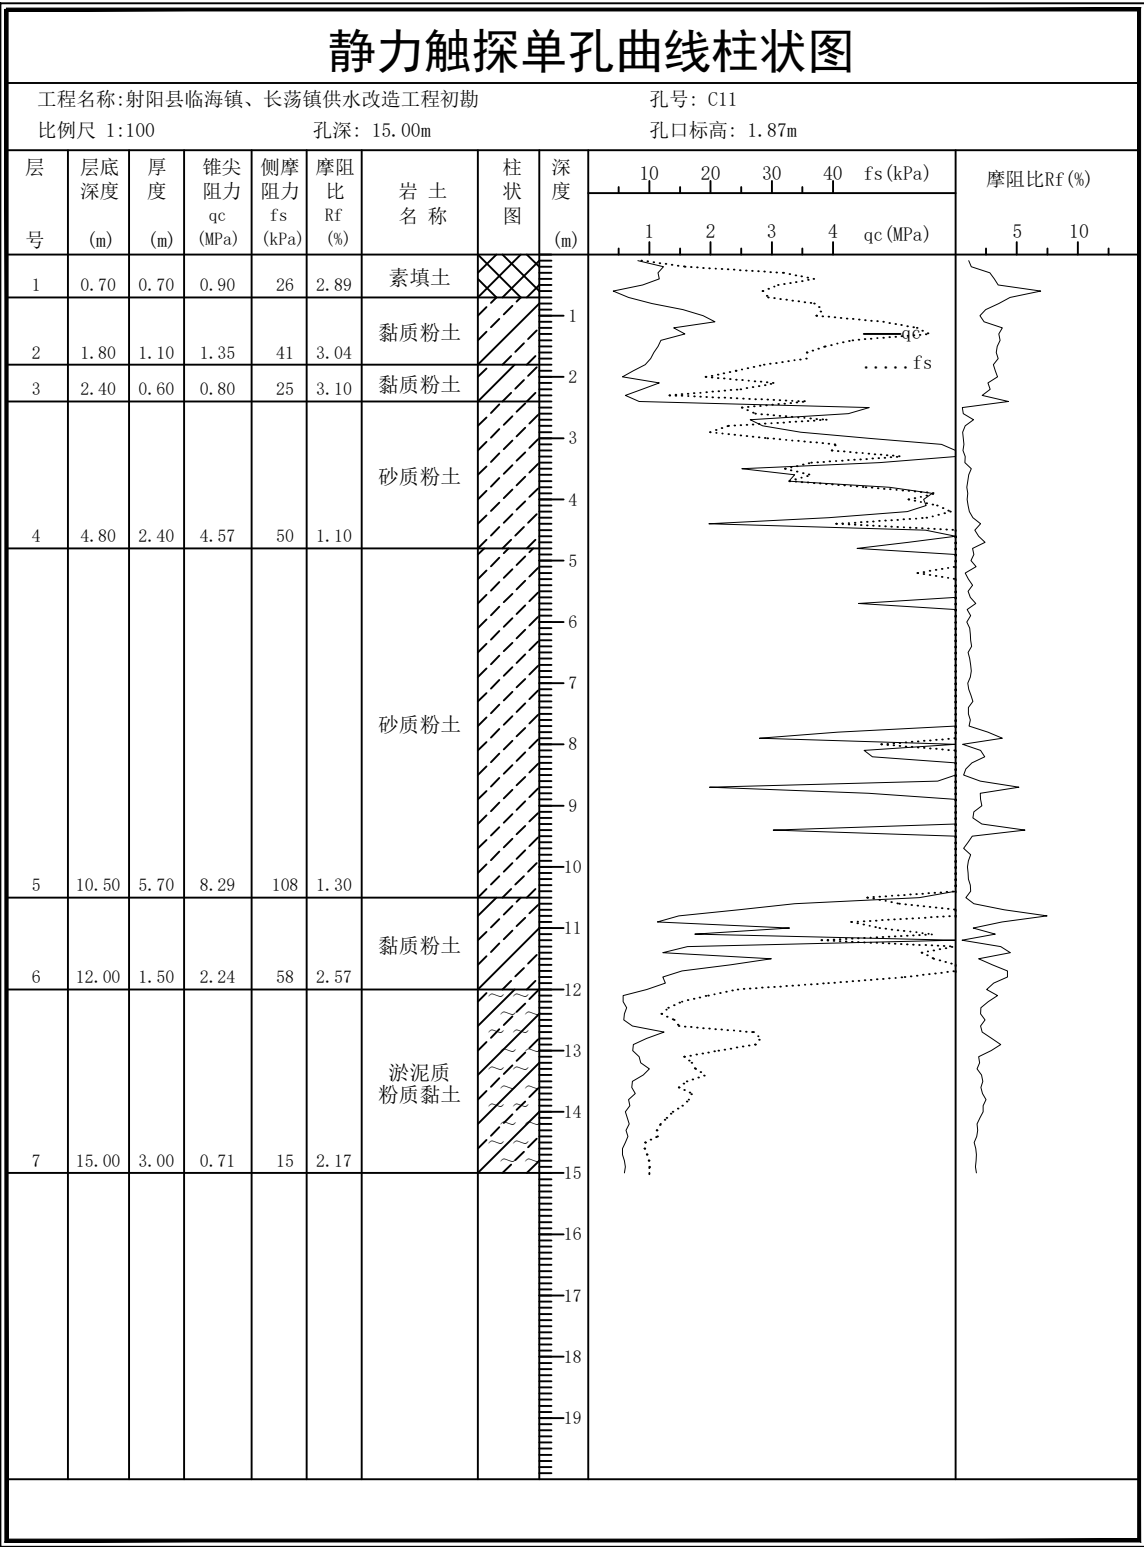 静力触探单孔曲线柱状图
工程名称:射阳县临海镇、长荡镇供水改造工程初勘 孔号: C11
比例尺 1:100 孔深: 15.00m 孔口标高: 1.87m
层号 层底深度(m) 厚度(m) 锥尖阻力qc(MPa) 侧摩阻力fs(kPa) 摩阻比Rf(%) 岩土名称 柱状图 深度(m)
10 20 30 40 fs(kPa)
1 2 3 4 qc(MPa)
摩阻比Rf(%)
5 10
1 0.70 0.70 0.90 26 2.89 素填土
2 1.80 1.10 1.35 41 3.04 黏质粉土
3 2.40 0.60 0.80 25 3.10 黏质粉土
4 4.80 2.40 4.57 50 1.10 砂质粉土
5 10.50 5.70 8.29 108 1.30 砂质粉土
6 12.00 1.50 2.24 58 2.57 黏质粉土
7 15.00 3.00 0.71 15 2.17 淤泥质粉质黏土
1
2
3
4
5
6
7
8
9
10
11
12
13
14
15
16
17
18
19
qc
fs